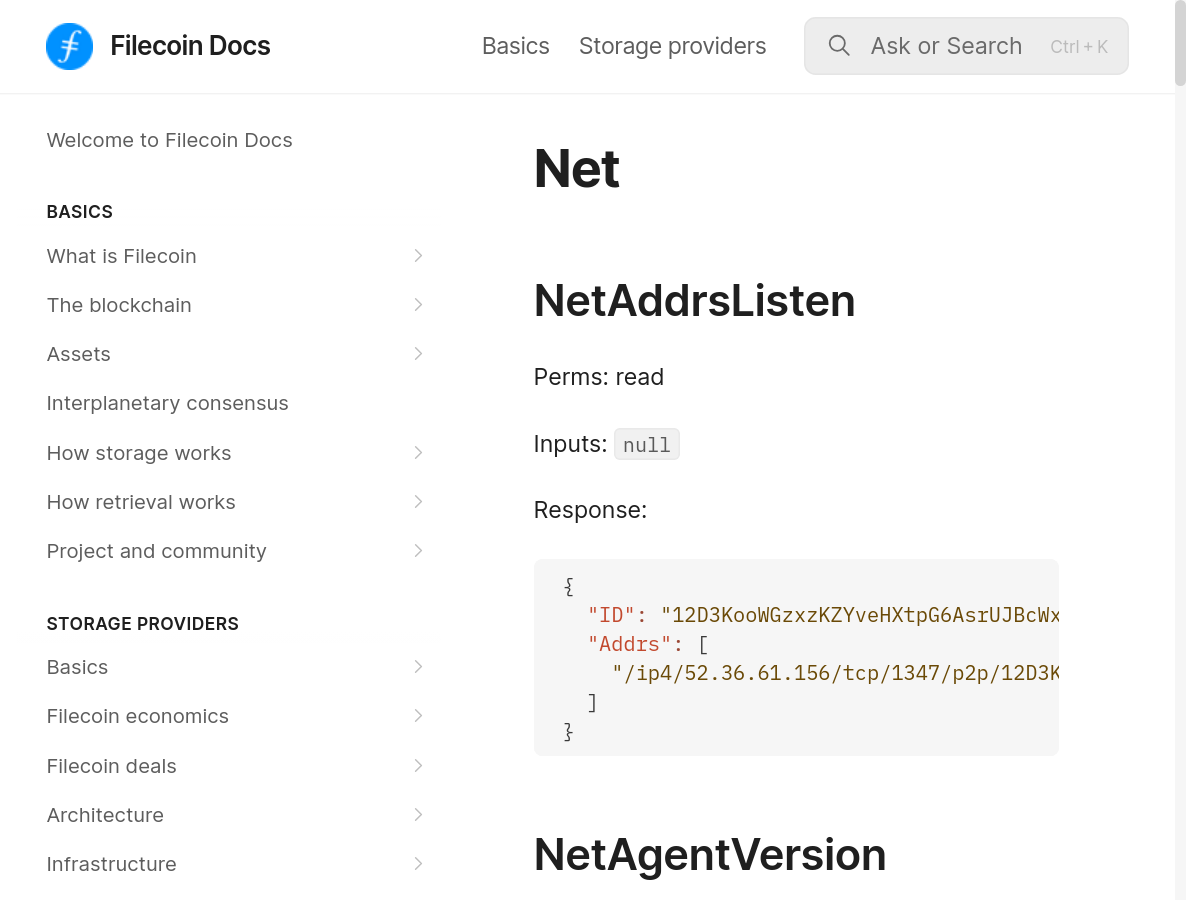 Filecoin Docs
Basics
Storage providers
Ask or Search
Ctrl + K
Welcome to Filecoin Docs
BASICS
What is Filecoin
The blockchain
Assets
Interplanetary consensus
How storage works
How retrieval works
Project and community
STORAGE PROVIDERS
Basics
Filecoin economics
Filecoin deals
Architecture
Infrastructure
Net
NetAddrsListen
Perms: read
Inputs: null
Response:
{
"ID": "12D3KooWGzxzKZYveHXtpG6AsrUJBcWx
"Addrs": [
"/ip4/52.36.61.156/tcp/1347/p2p/12D3K
]
}
NetAgentVersion